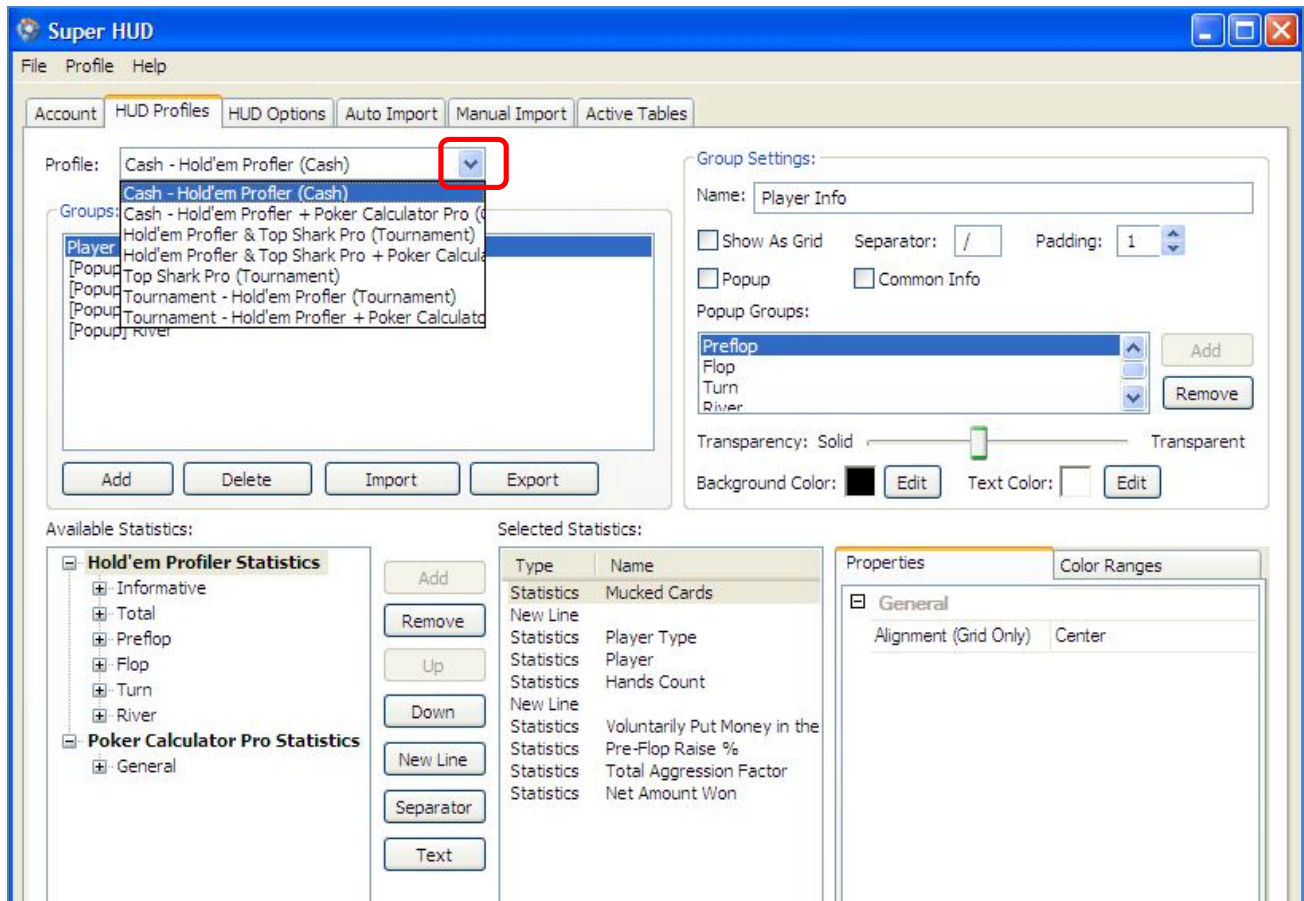 Super HUD
File Profile Help
Account HUD Profiles HUD Options Auto Import Manual Import Active Tables
Profile: Cash - Hold'em Profler (Cash)
Cash - Hold'em Profler (Cash)
Cash - Hold'em Profler + Poker Calculator Pro (
Hold'em Profler & Top Shark Pro (Tournament)
Hold'em Profler & Top Shark Pro + Poker Calcula
Top Shark Pro (Tournament)
Tournament - Hold'em Profler (Tournament)
Tournament - Hold'em Profler + Poker Calculato
Groups:
Player
[Popup
[Popup
[Popup
[Popup] River
Add Delete Import Export
Group Settings:
Name: Player Info
Show As Grid Separator: / Padding: 1
Popup Common Info
Popup Groups:
Preflop
Flop
Turn
River
Add
Remove
Transparency: Solid Transparent
Background Color: Edit Text Color: Edit
Available Statistics:
Hold'em Profiler Statistics
Informative
Total
Preflop
Flop
Turn
River
Poker Calculator Pro Statistics
General
Add
Remove
Up
Down
New Line
Separator
Text
Selected Statistics:
Type Name
Statistics Mucked Cards
New Line
Statistics Player Type
Statistics Player
Statistics Hands Count
New Line
Statistics Voluntarily Put Money in the
Statistics Pre-Flop Raise %
Statistics Total Aggression Factor
Statistics Net Amount Won
Properties Color Ranges
General
Alignment (Grid Only) Center